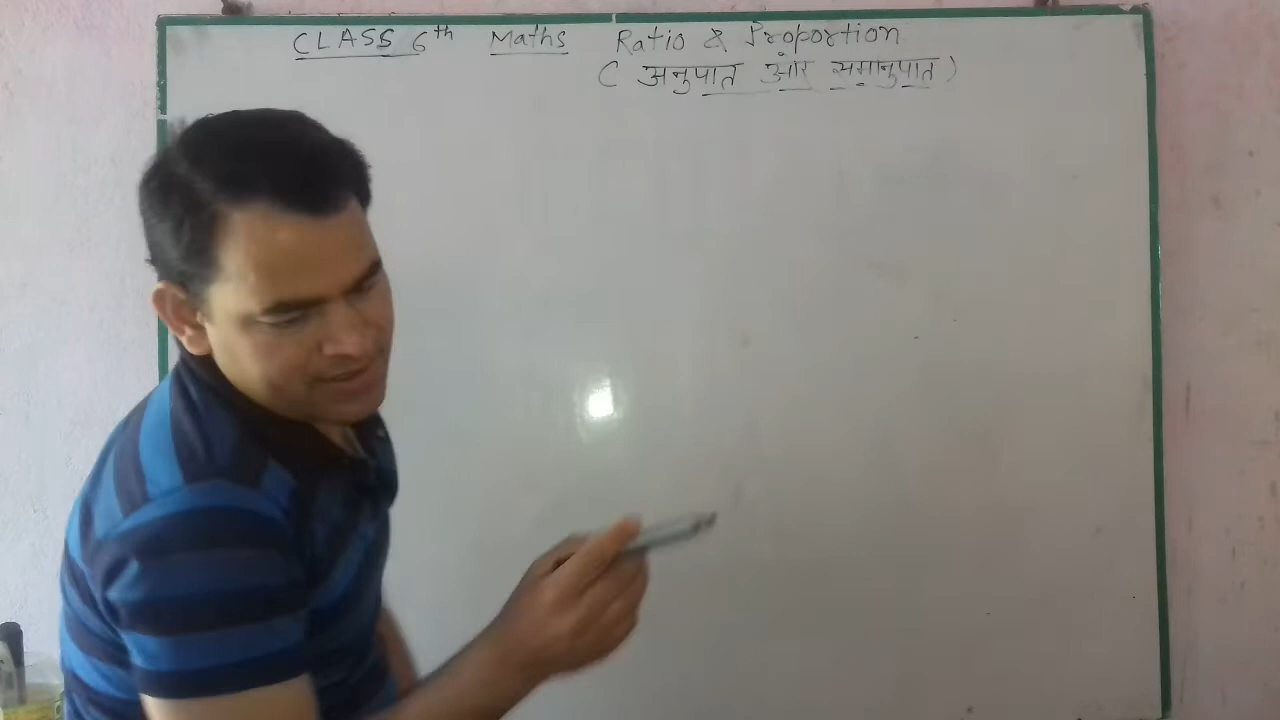 CLASS 6th Maths Ratio & Proportion
( अनुपात और समानुपात )